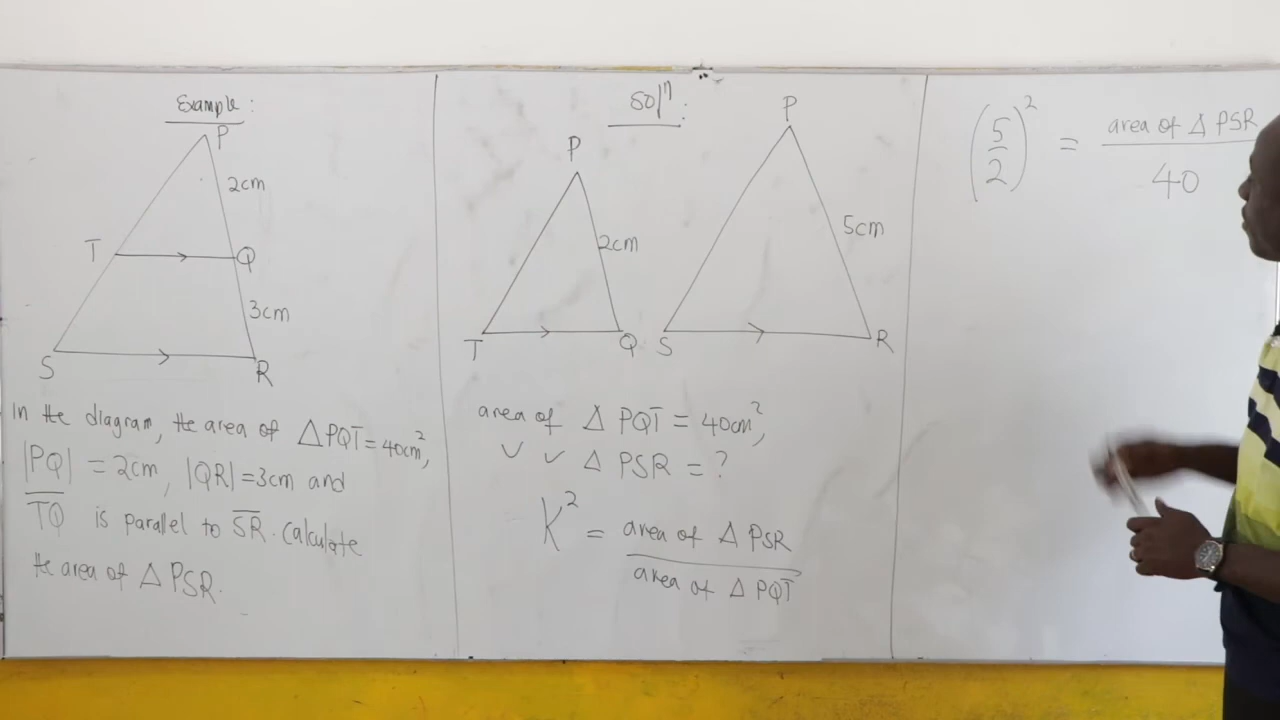 Example:
P
2cm
T
Q
3cm
S
R
In the diagram, the area of △PQT = 40cm²,
|PQ| = 2cm, |QR| = 3cm and
T̅Q̅ is parallel to S̅R̅. Calculate
the area of △PSR.
Solⁿ:
P
2cm
T
Q
P
5cm
S
R
area of △ PQT = 40cm²,
∨ ∨ △ PSR = ?
K² = area of △ PSR
area of △ PQT
(5/2)² = area of △ PSR
40